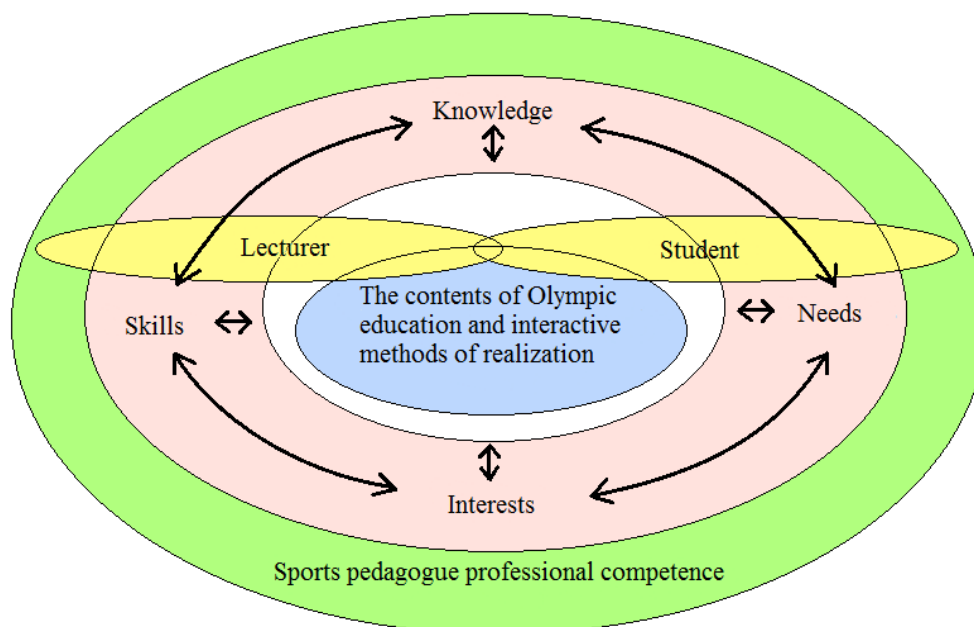 Knowledge
Lecturer
Student
The contents of Olympic
education and interactive
methods of realization
Skills
Needs
Interests
Sports pedagogue professional competence